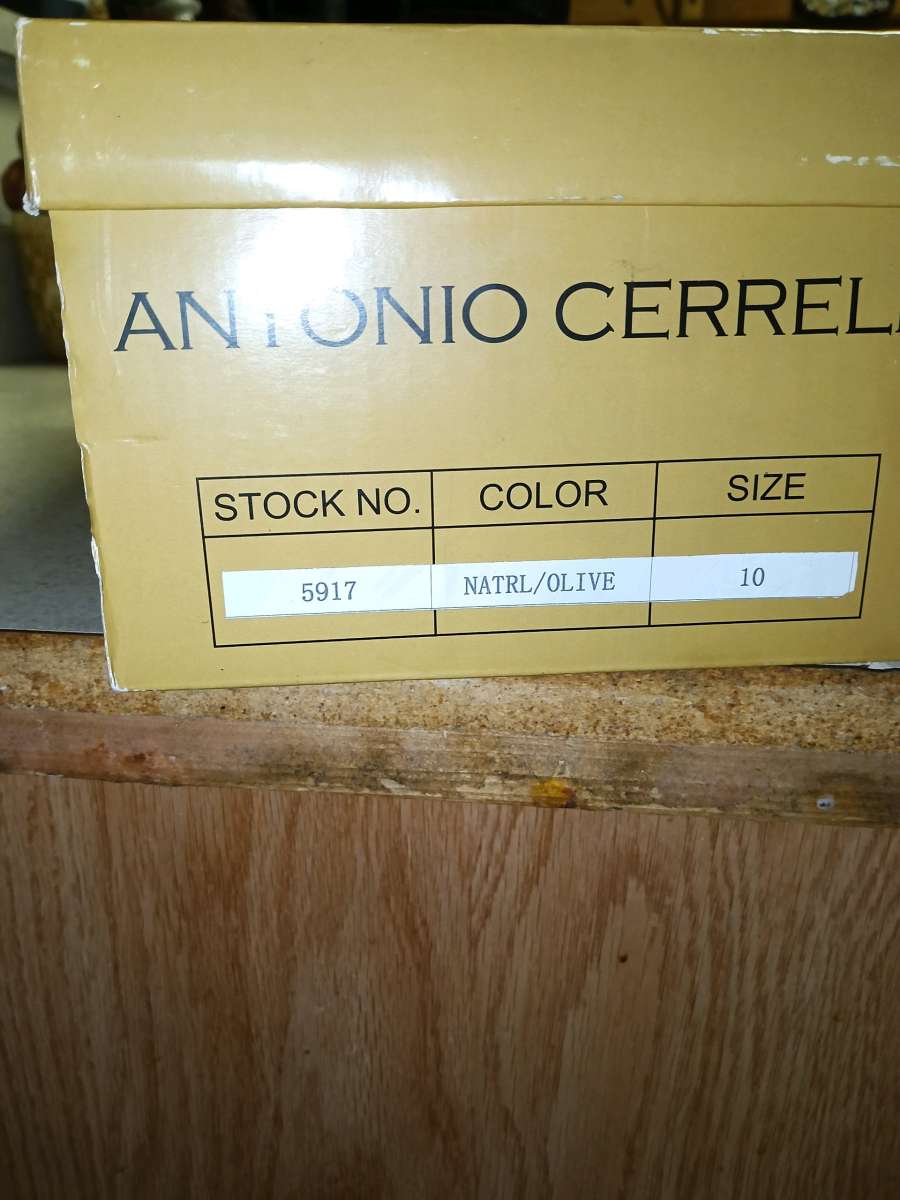 ANTONIO CERREL
STOCK NO. COLOR SIZE
5917 NATRL/OLIVE 10